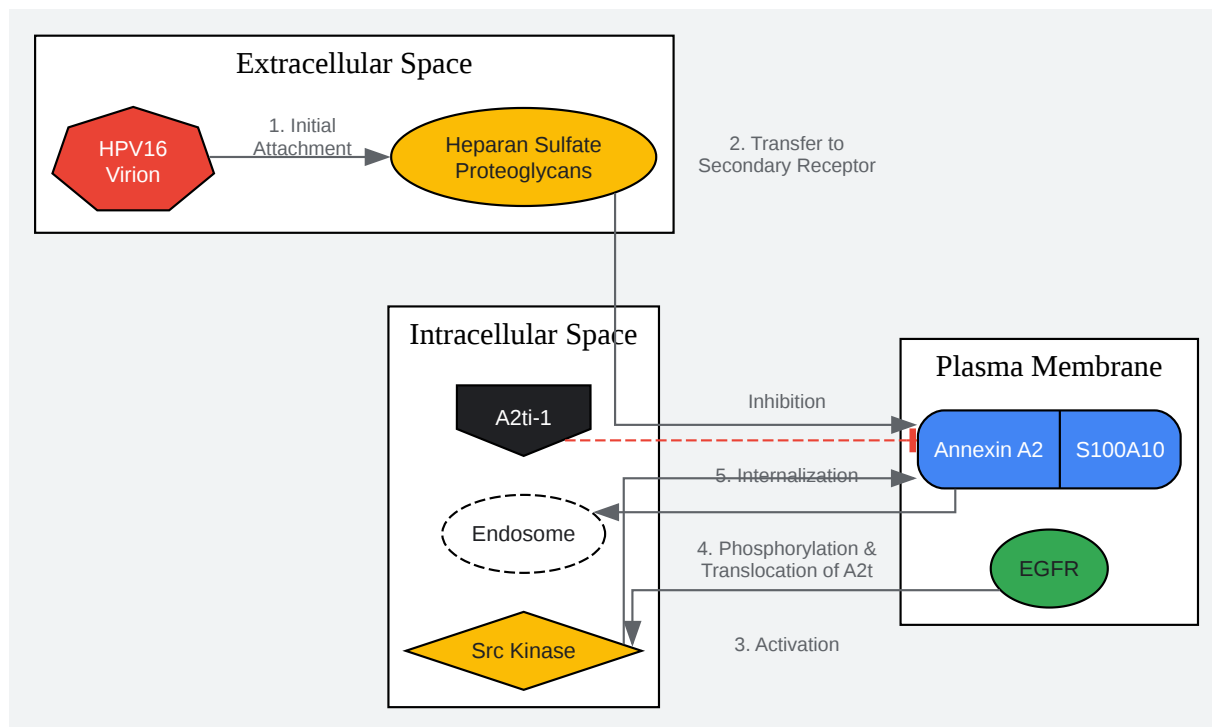 Extracellular Space
HPV16
Virion
1. Initial
Attachment
Heparan Sulfate
Proteoglycans
2. Transfer to
Secondary Receptor
Intracellular Space
A2ti-1
Inhibition
Plasma Membrane
Annexin A2
S100A10
5. Internalization
Endosome
4. Phosphorylation &
Translocation of A2t
EGFR
Src Kinase
3. Activation